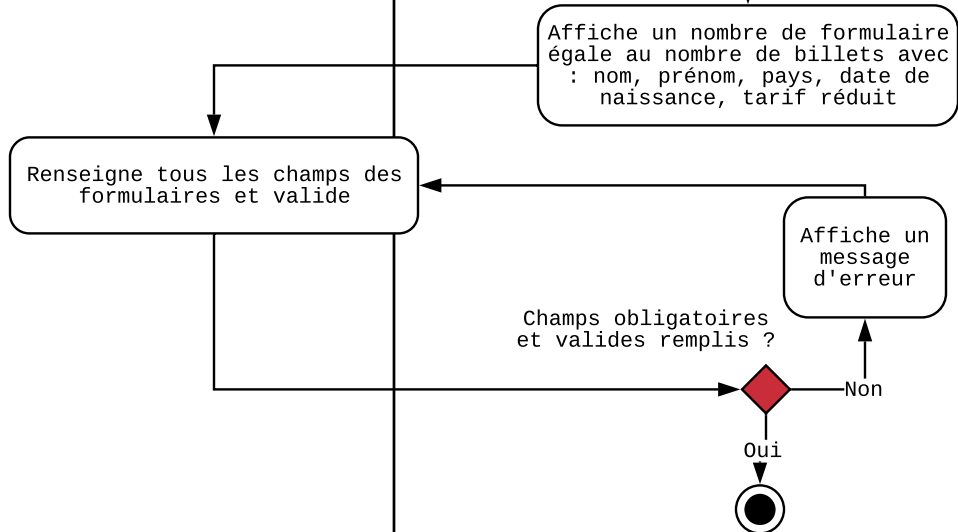 Affiche un nombre de formulaire
égale au nombre de billets avec
: nom, prénom, pays, date de
naissance, tarif réduit
Renseigne tous les champs des
formulaires et valide
Affiche un
message
d'erreur
Champs obligatoires
et valides remplis ?
Non
Oui